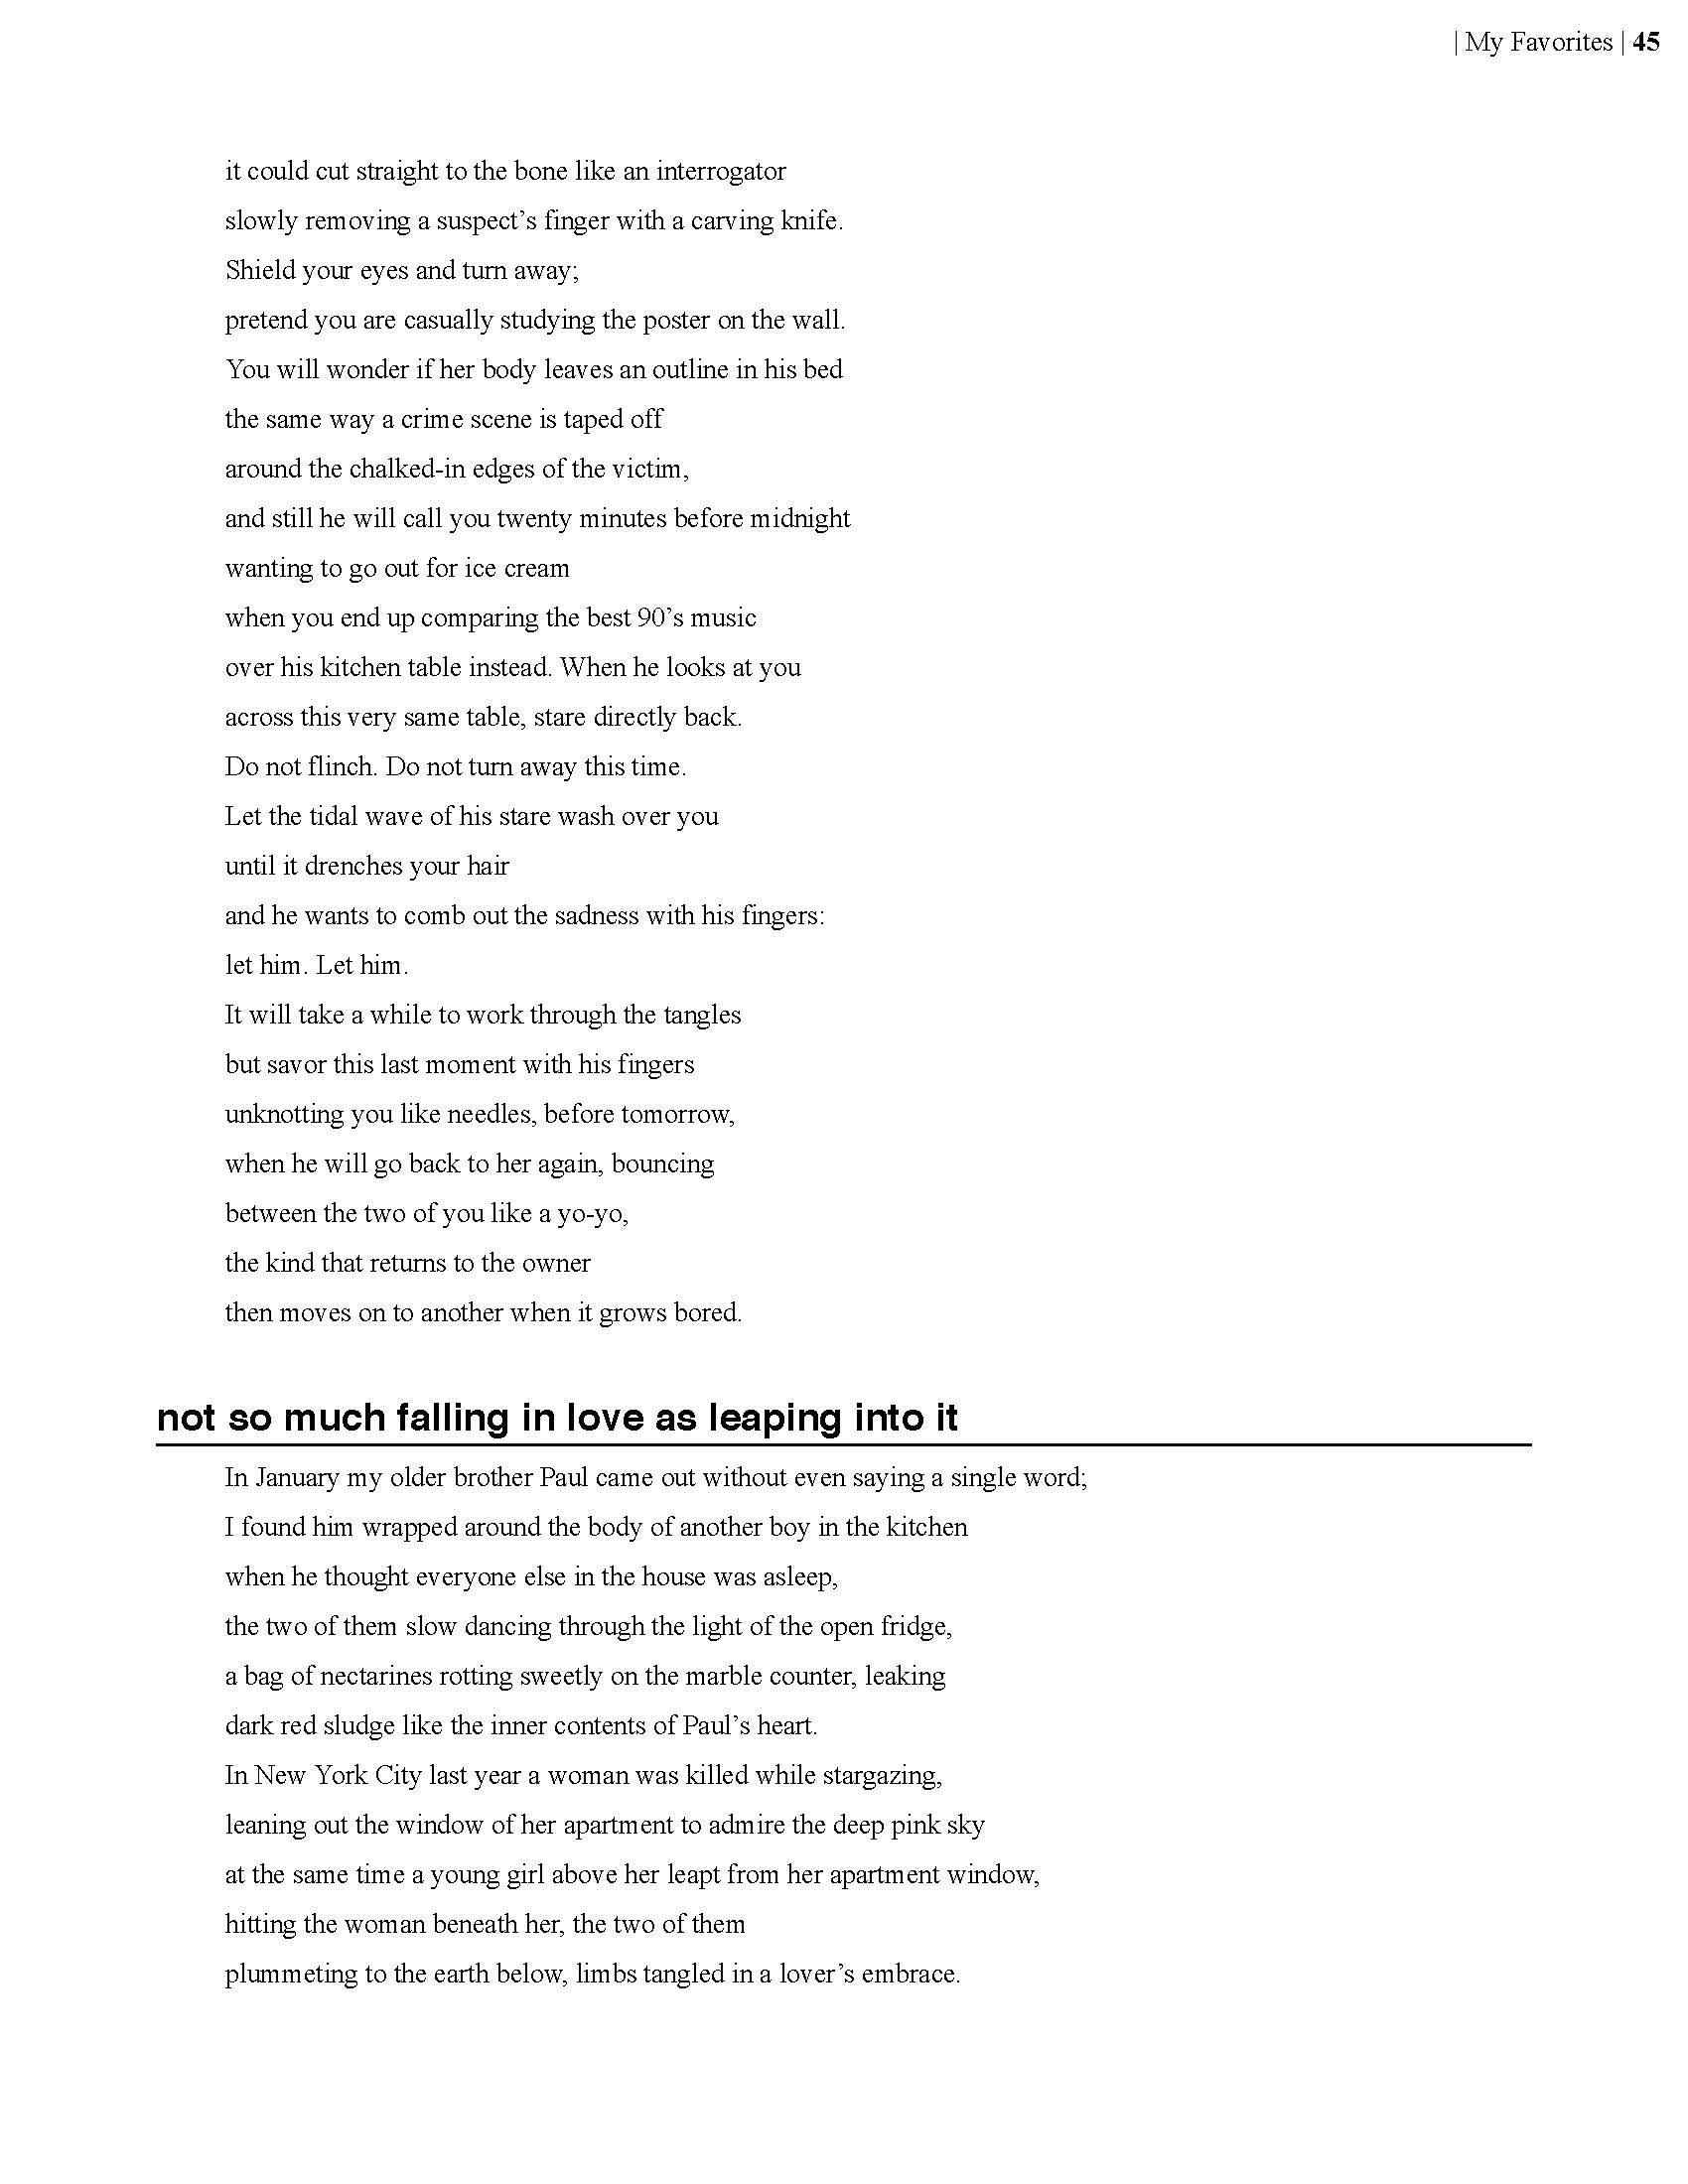 | My Favorites | 45
it could cut straight to the bone like an interrogator
slowly removing a suspect’s finger with a carving knife.
Shield your eyes and turn away;
pretend you are casually studying the poster on the wall.
You will wonder if her body leaves an outline in his bed
the same way a crime scene is taped off
around the chalked-in edges of the victim,
and still he will call you twenty minutes before midnight
wanting to go out for ice cream
when you end up comparing the best 90’s music
over his kitchen table instead. When he looks at you
across this very same table, stare directly back.
Do not flinch. Do not turn away this time.
Let the tidal wave of his stare wash over you
until it drenches your hair
and he wants to comb out the sadness with his fingers:
let him. Let him.
It will take a while to work through the tangles
but savor this last moment with his fingers
unknotting you like needles, before tomorrow,
when he will go back to her again, bouncing
between the two of you like a yo-yo,
the kind that returns to the owner
then moves on to another when it grows bored.
not so much falling in love as leaping into it
In January my older brother Paul came out without even saying a single word;
I found him wrapped around the body of another boy in the kitchen
when he thought everyone else in the house was asleep,
the two of them slow dancing through the light of the open fridge,
a bag of nectarines rotting sweetly on the marble counter, leaking
dark red sludge like the inner contents of Paul’s heart.
In New York City last year a woman was killed while stargazing,
leaning out the window of her apartment to admire the deep pink sky
at the same time a young girl above her leapt from her apartment window,
hitting the woman beneath her, the two of them
plummeting to the earth below, limbs tangled in a lover’s embrace.